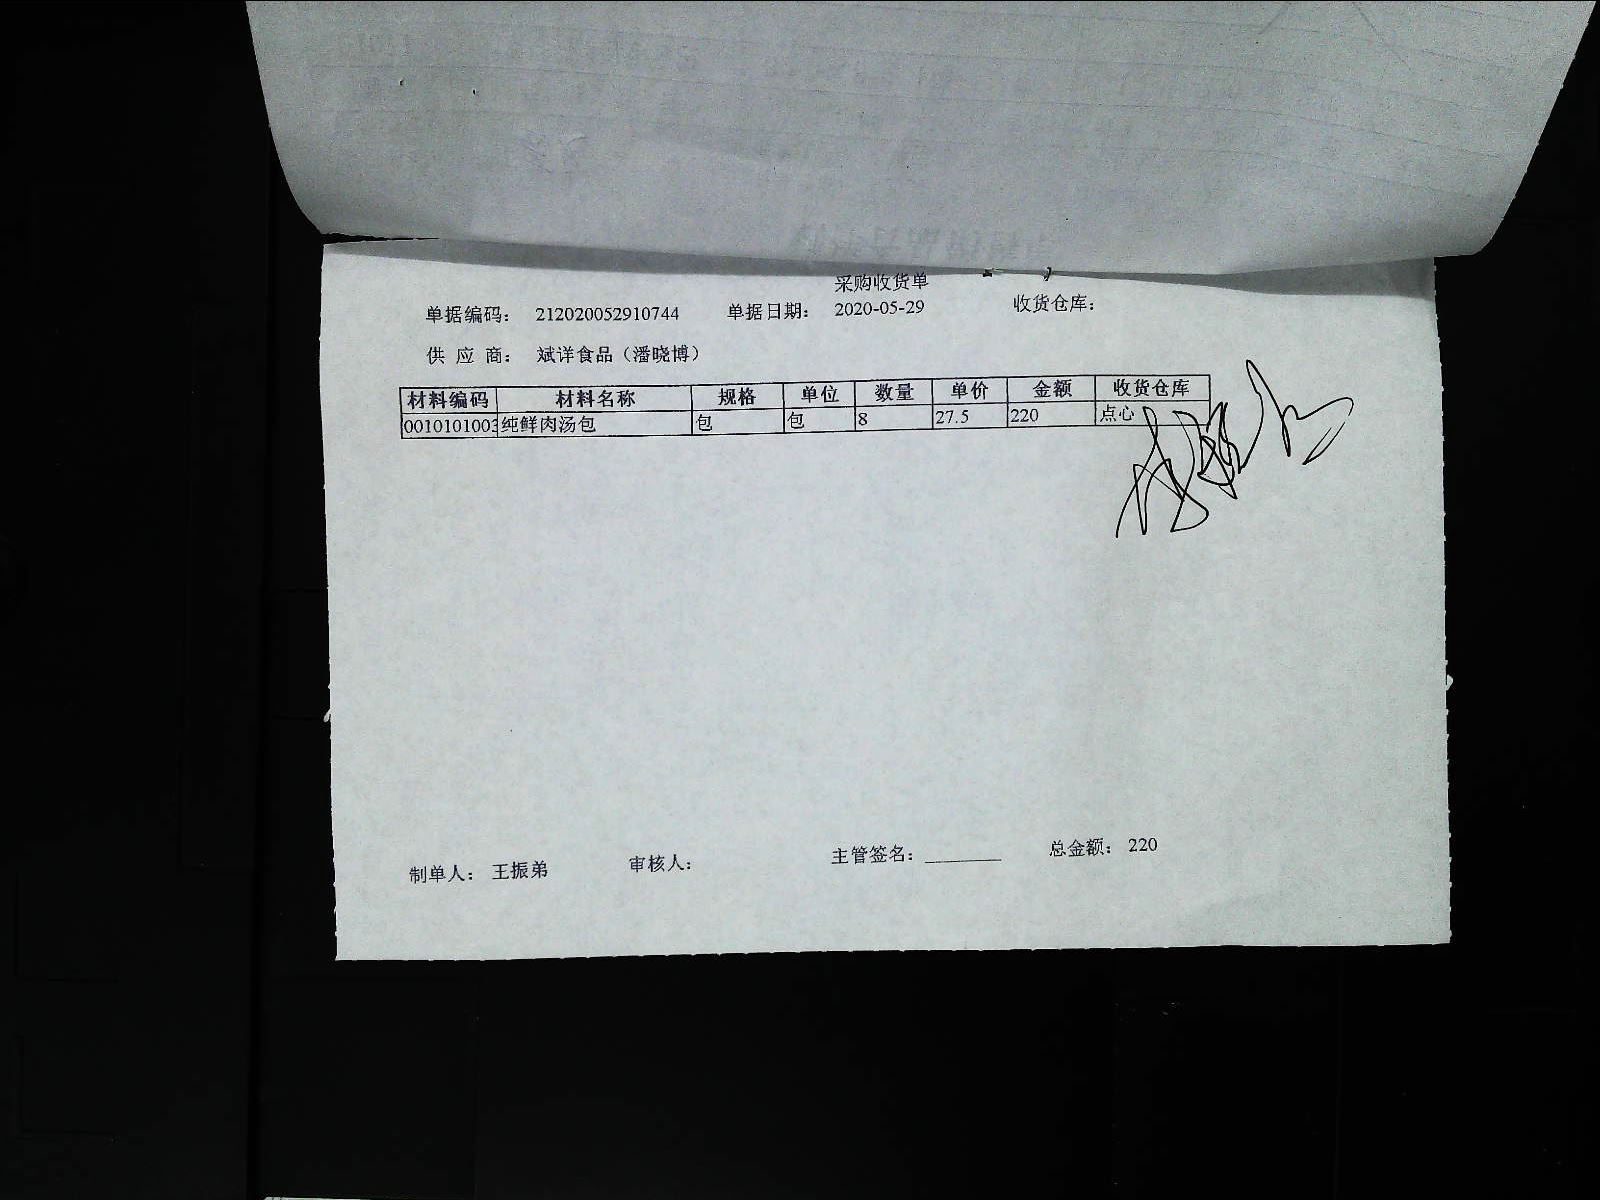 采购收货单
单据编码： 212020052910744 单据日期： 2020-05-29 收货仓库：
供 应 商： 斌详食品（潘晓博）
材料编码 材料名称 规格 单位 数量 单价 金额 收货仓库
0010101003 纯鲜肉汤包 包 包 8 27.5 220 点心
制单人： 王振弟 审核人： 主管签名： 总金额： 220